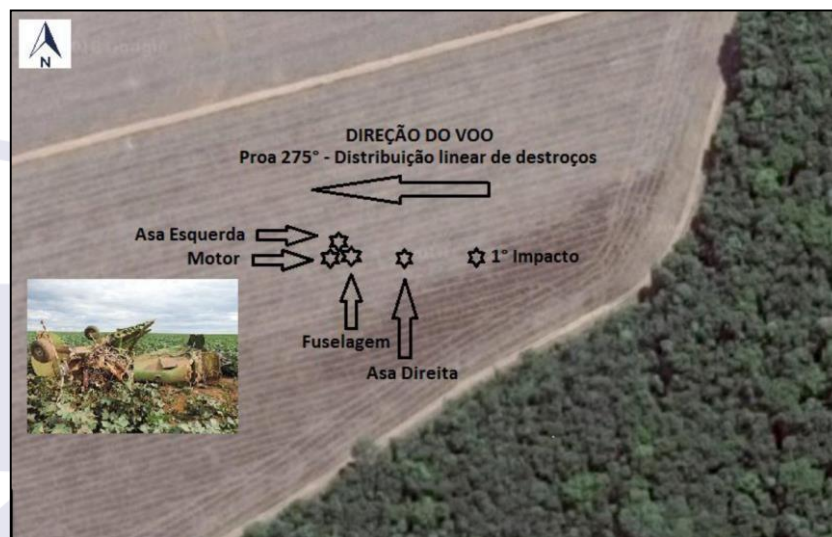 N
DIREÇÃO DO VOO
Proa 275° - Distribuição linear de destroços
Asa Esquerda
Motor
1° Impacto
Fuselagem
Asa Direita